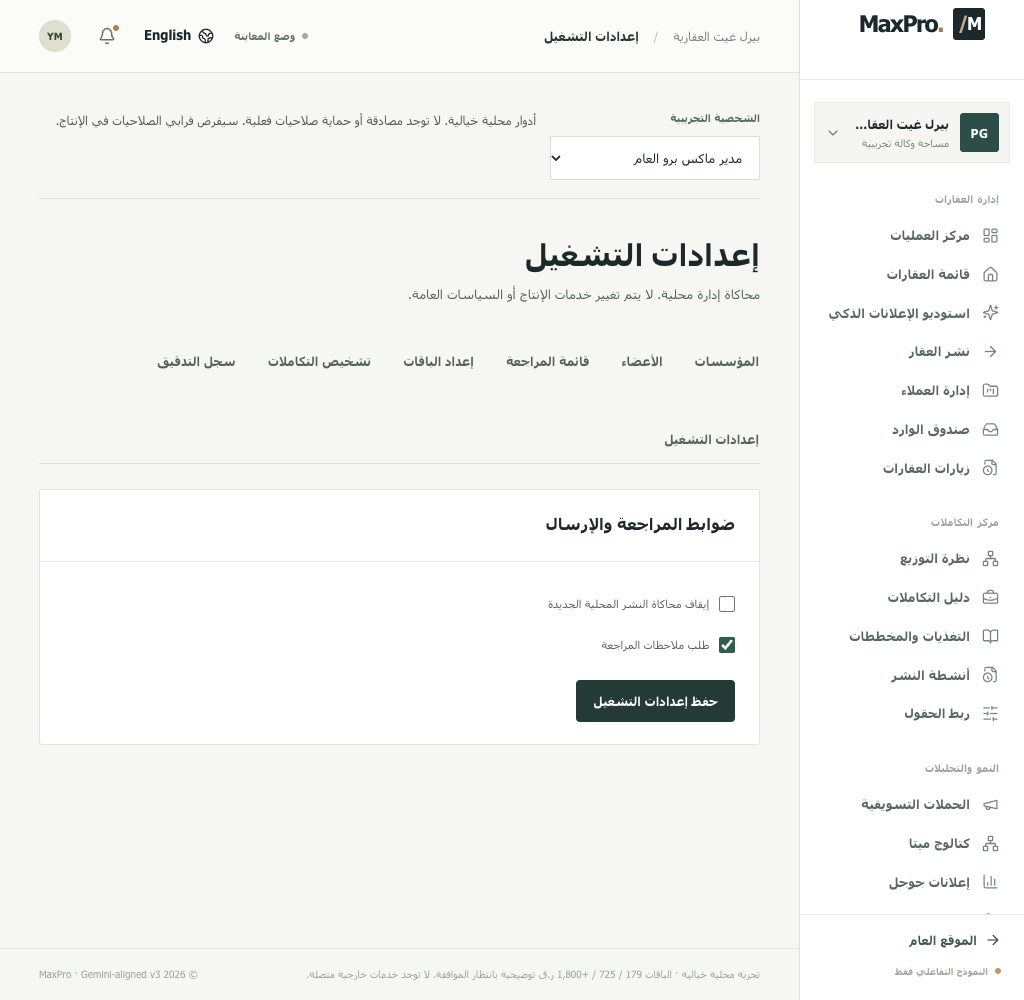 MaxPro. /M
PG
بيرل غيت العقا...
مساحة وكالة تجريبية
إدارة العقارات
مركز العمليات
قائمة العقارات
استوديو الإعلانات الذكي
نشر العقار
إدارة العملاء
صندوق الوارد
زيارات العقارات
مركز التكاملات
نظرة التوزيع
دليل التكاملات
التغذيات والمخططات
أنشطة النشر
ربط الحقول
النمو والتحليلات
الحملات التسويقية
كتالوج ميتا
إعلانات جوجل
الموقع العام
النموذج التفاعلي فقط
بيرل غيت العقارية / إعدادات التشغيل
وضع المعاينة
English
YM
الشخصية التجريبية
مدير ماكس برو العام
أدوار محلية خيالية. لا توجد مصادقة أو حماية صلاحيات فعلية. سيفرض فرابي الصلاحيات في الإنتاج.
إعدادات التشغيل
محاكاة إدارة محلية. لا يتم تغيير خدمات الإنتاج أو السياسات العامة.
المؤسسات الأعضاء قائمة المراجعة إعداد الباقات تشخيص التكاملات سجل التدقيق
إعدادات التشغيل
ضوابط المراجعة والإرسال
إيقاف محاكاة النشر المحلية الجديدة
طلب ملاحظات المراجعة
حفظ إعدادات التشغيل
تجربة محلية خيالية · الباقات 179 / 725 / 1,800+ ر.ق توضيحية بانتظار الموافقة. لا توجد خدمات خارجية متصلة.
© 2026 MaxPro · Gemini-aligned v3